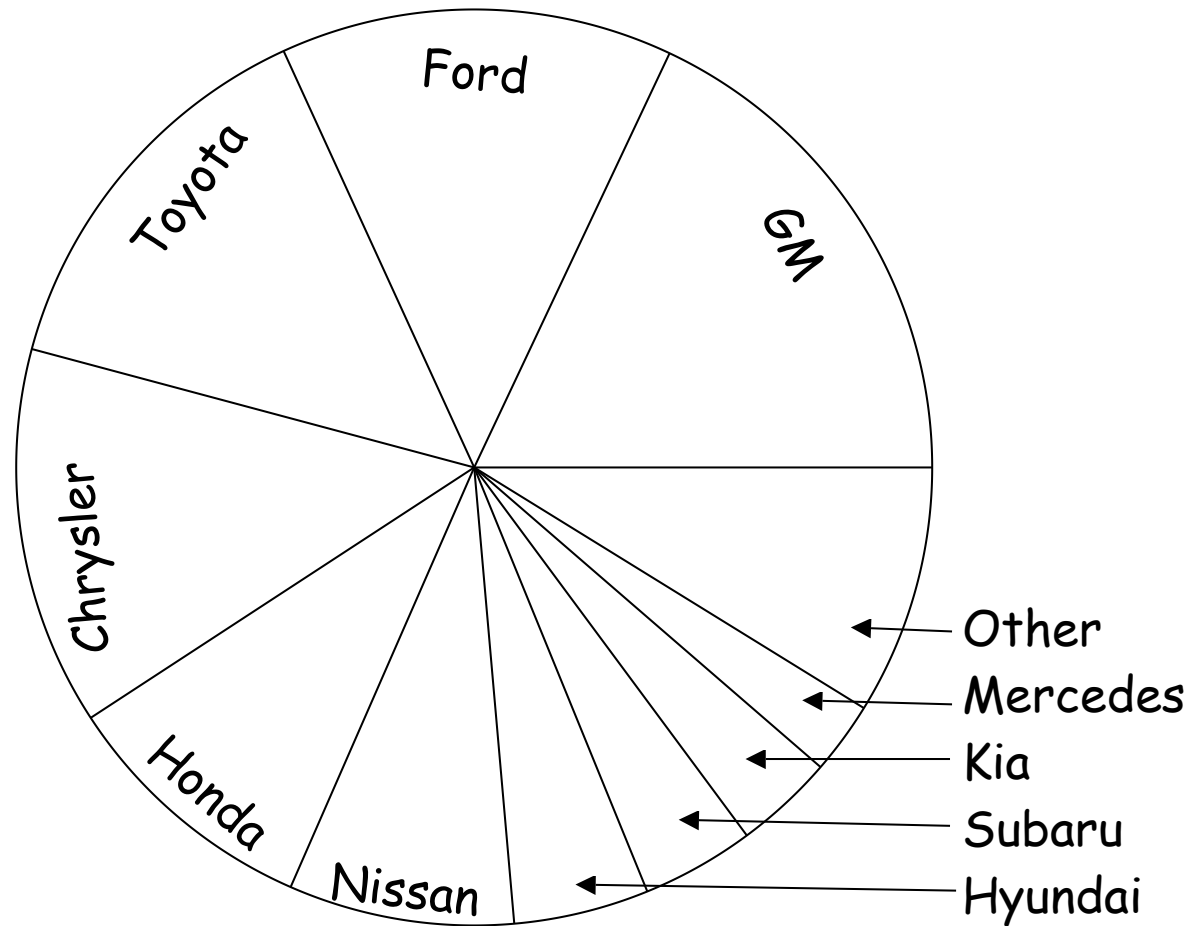 Ford
GM
Toyota
Chrysler
Honda
Nissan
Other
Mercedes
Kia
Subaru
Hyundai